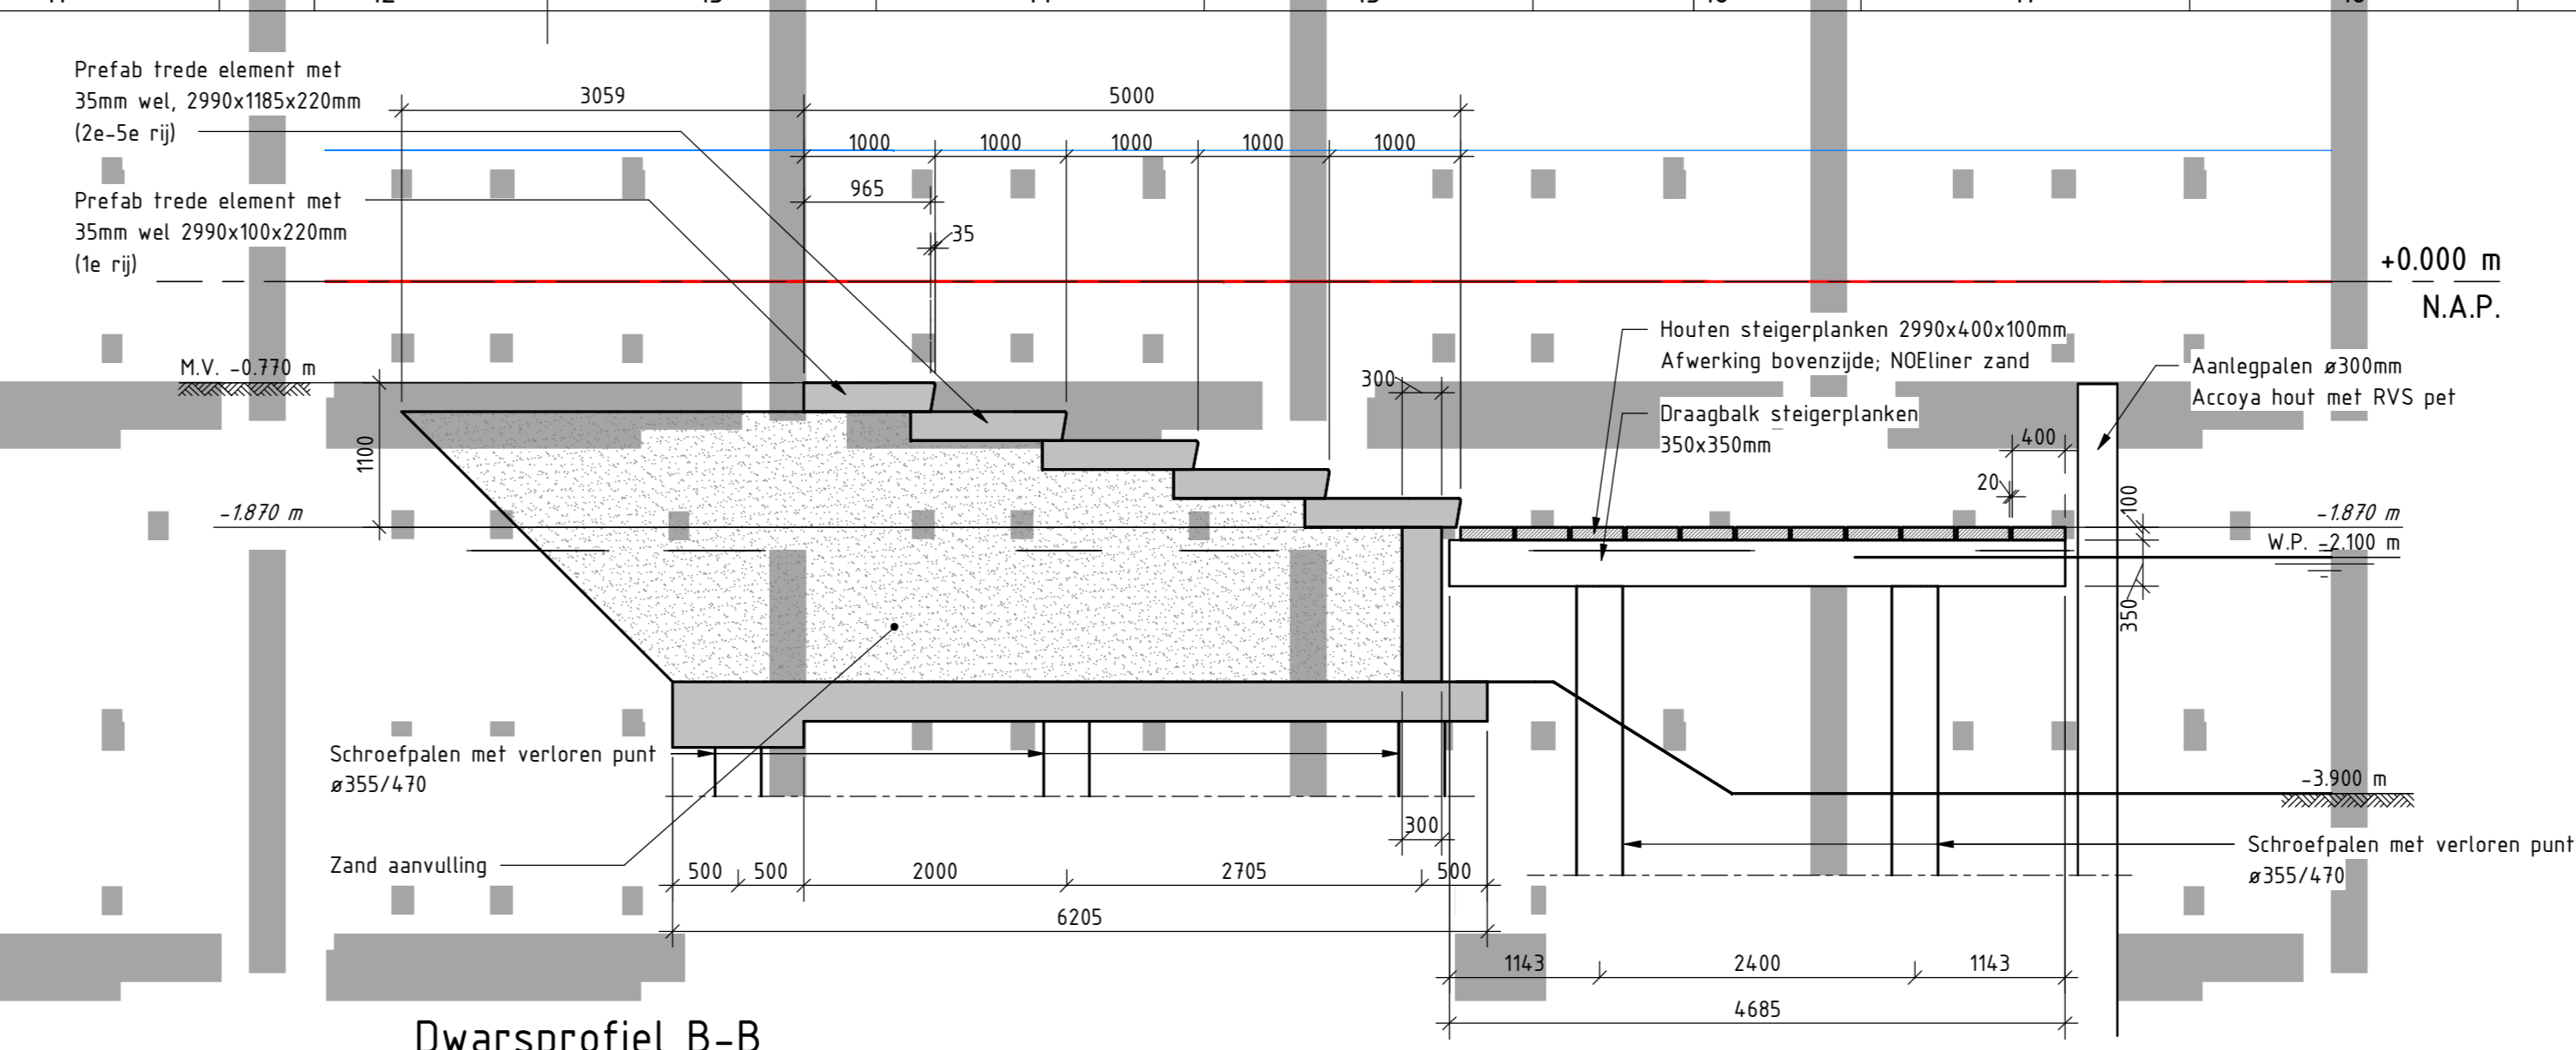 Prefab trede element met
35mm wel, 2990x1185x220mm
(2e-5e rij)
3059
5000
1000
1000
1000
1000
1000
965
35
Prefab trede element met
35mm wel 2990x100x220mm
(1e rij)
+0.000 m
N.A.P.
M.V. -0.770 m
Houten steigerplanken 2990x400x100mm
Afwerking bovenzijde; NOEliner zand
300
Aanlegpalen ø300mm
Accoya hout met RVS pet
Draagbalk steigerplanken
350x350mm
400
1100
20
100
-1.870 m
-1.870 m
W.P. -2.100 m
350
Schroefpalen met verloren punt
ø355/470
-3.900 m
300
Schroefpalen met verloren punt
ø355/470
Zand aanvulling
500
500
2000
2705
500
6205
1143
2400
1143
4685
Dwarsprofiel B-B